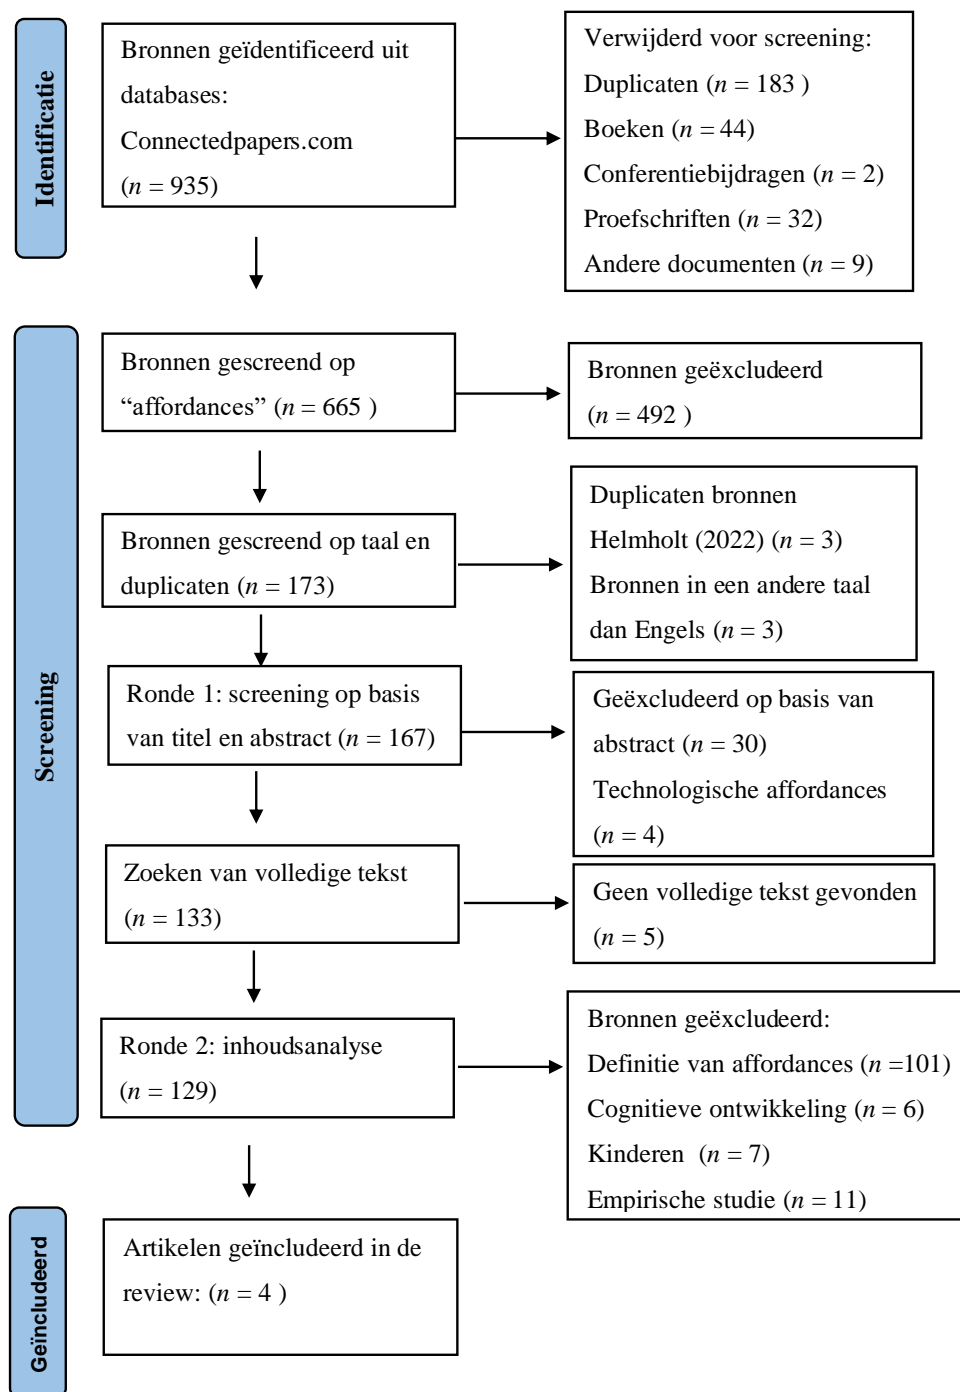 Identificatie
Bronnen geïdentificeerd uit
databases:
Connectedpapers.com
(n = 935)
Verwijderd voor screening:
Duplicaten (n = 183 )
Boeken (n = 44)
Conferentiebijdragen (n = 2)
Proefschriften (n = 32)
Andere documenten (n = 9)
Screening
Bronnen gescreend op
“affordances” (n = 665 )
Bronnen geëxcludeerd
(n = 492 )
Bronnen gescreend op taal en
duplicaten (n = 173)
Duplicaten bronnen
Helmholt (2022) (n = 3)
Bronnen in een andere taal
dan Engels (n = 3)
Ronde 1: screening op basis
van titel en abstract (n = 167)
Geëxcludeerd op basis van
abstract (n = 30)
Technologische affordances
(n = 4)
Zoeken van volledige tekst
(n = 133)
Geen volledige tekst gevonden
(n = 5)
Ronde 2: inhoudsanalyse
(n = 129)
Bronnen geëxcludeerd:
Definitie van affordances (n =101)
Cognitieve ontwikkeling (n = 6)
Kinderen  (n = 7)
Empirische studie (n = 11)
Geïncludeerd
Artikelen geïncludeerd in de
review: (n = 4 )